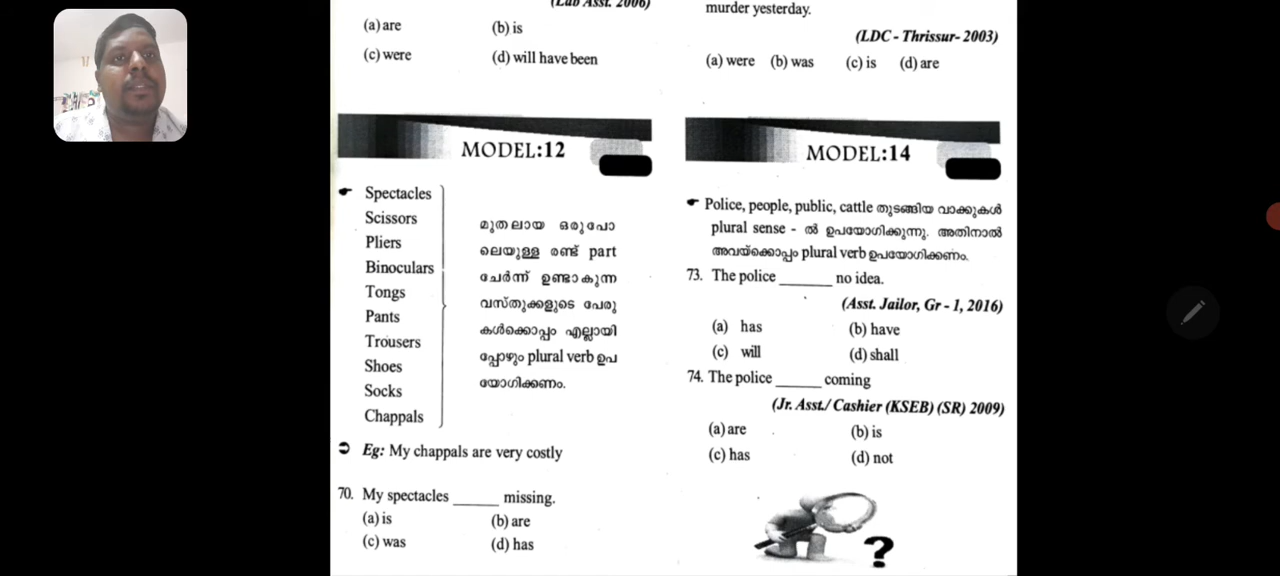 (Lab Asst. 2006)
(a) are (b) is
(c) were (d) will have been
MODEL:12
Spectacles
Scissors
Pliers
Binoculars
Tongs
Pants
Trousers
Shoes
Socks
Chappals
മുതലായ ഒരുപോ
ലെയുള്ള രണ്ട് part
ചേർന്ന് ഉണ്ടാകുന്ന
വസ്തുക്കളുടെ പേരു
കൾക്കൊപ്പം എല്ലായി
പ്പോഴും plural verb ഉപ
യോഗിക്കണം.
Eg: My chappals are very costly
70. My spectacles ______ missing.
(a) is (b) are
(c) was (d) has
murder yesterday.
(LDC - Thrissur- 2003)
(a) were (b) was (c) is (d) are
MODEL:14
Police, people, public, cattle തുടങ്ങിയ വാക്കുകൾ
plural sense - ൽ ഉപയോഗിക്കുന്നു. അതിനാൽ
അവയ്ക്കൊപ്പം plural verb ഉപയോഗിക്കണം.
73. The police ______ no idea.
(Asst. Jailor, Gr - 1, 2016)
(a) has (b) have
(c) will (d) shall
74. The police ______ coming
(Jr. Asst./ Cashier (KSEB) (SR) 2009)
(a) are (b) is
(c) has (d) not
?